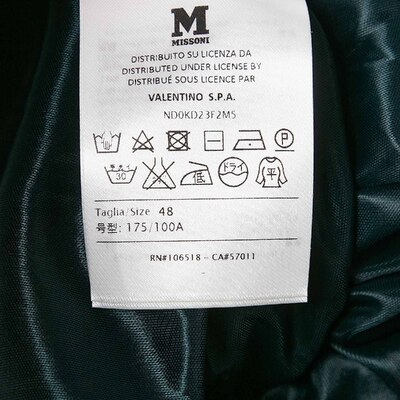 M
MISSONI
DISTRIBUITO SU LICENZA DA
DISTRIBUTED UNDER LICENSE BY
DISTRIBUÉ SOUS LICENCE PAR
VALENTINO S.P.A.
ND0KD23F2M5
P
30 低 ドライ 平
Taglia/Size 48
号型: 175/100A
RN#106518 - CA#57011